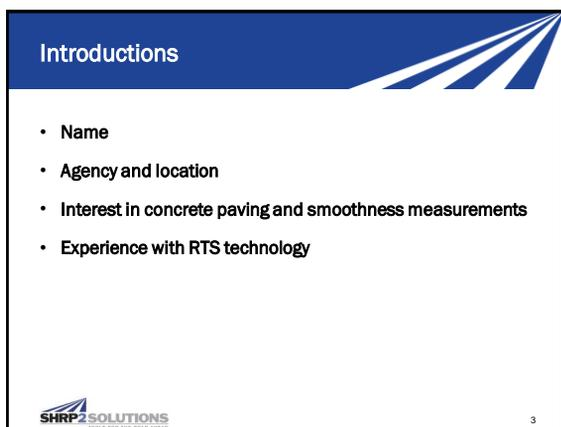 Introductions
• Name
• Agency and location
• Interest in concrete paving and smoothness measurements
• Experience with RTS technology
SHRP2 SOLUTIONS
3